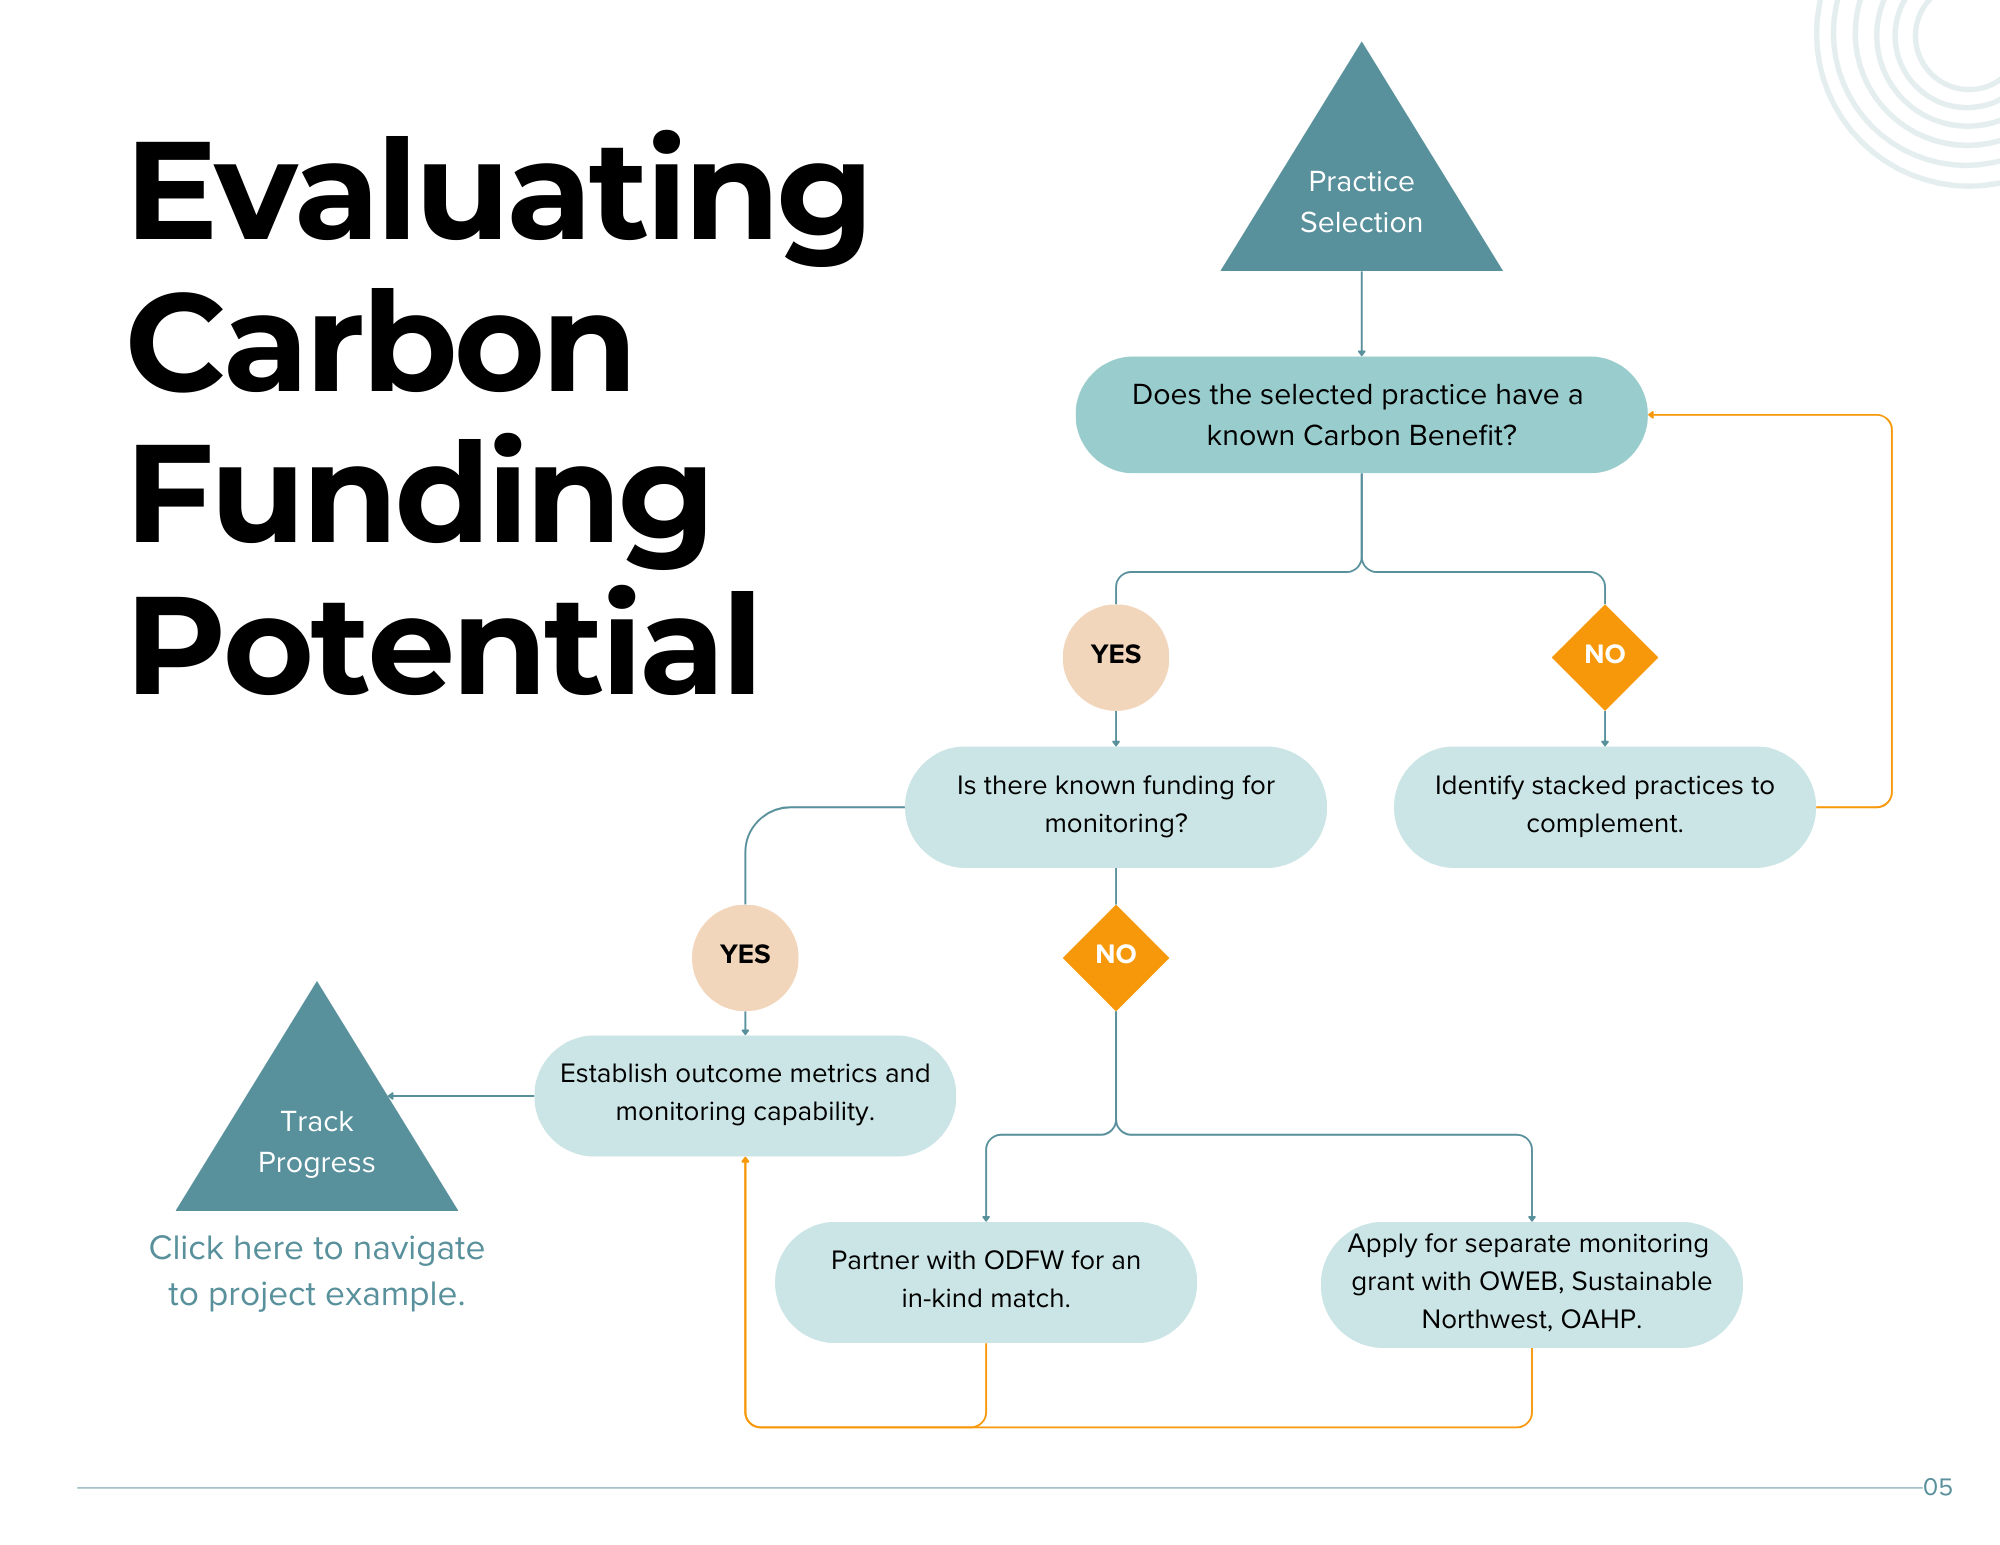 Evaluating
Carbon
Funding
Potential
Practice
Selection
Does the selected practice have a
known Carbon Benefit?
YES
NO
Is there known funding for
monitoring?
Identify stacked practices to
complement.
YES
NO
Establish outcome metrics and
monitoring capability.
Track
Progress
Click here to navigate
to project example.
Partner with ODFW for an
in-kind match.
Apply for separate monitoring
grant with OWEB, Sustainable
Northwest, OAHP.
05